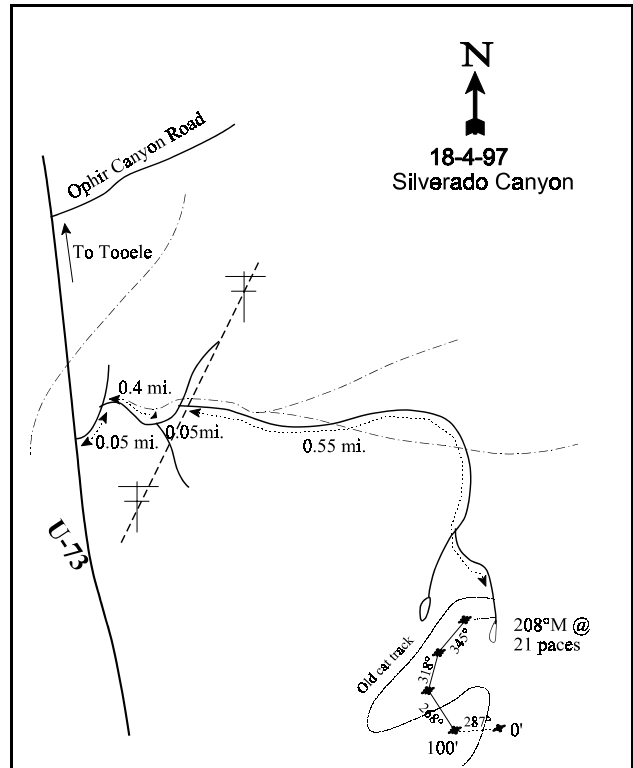 N
18-4-97
Silverado Canyon
Ophir Canyon Road
To Tooele
0.4 mi.
0.05 mi.
0.05mi.
0.55 mi.
U-73
208°M @
21 paces
Old cat track
345°
318°
268°
287°
0'
100'